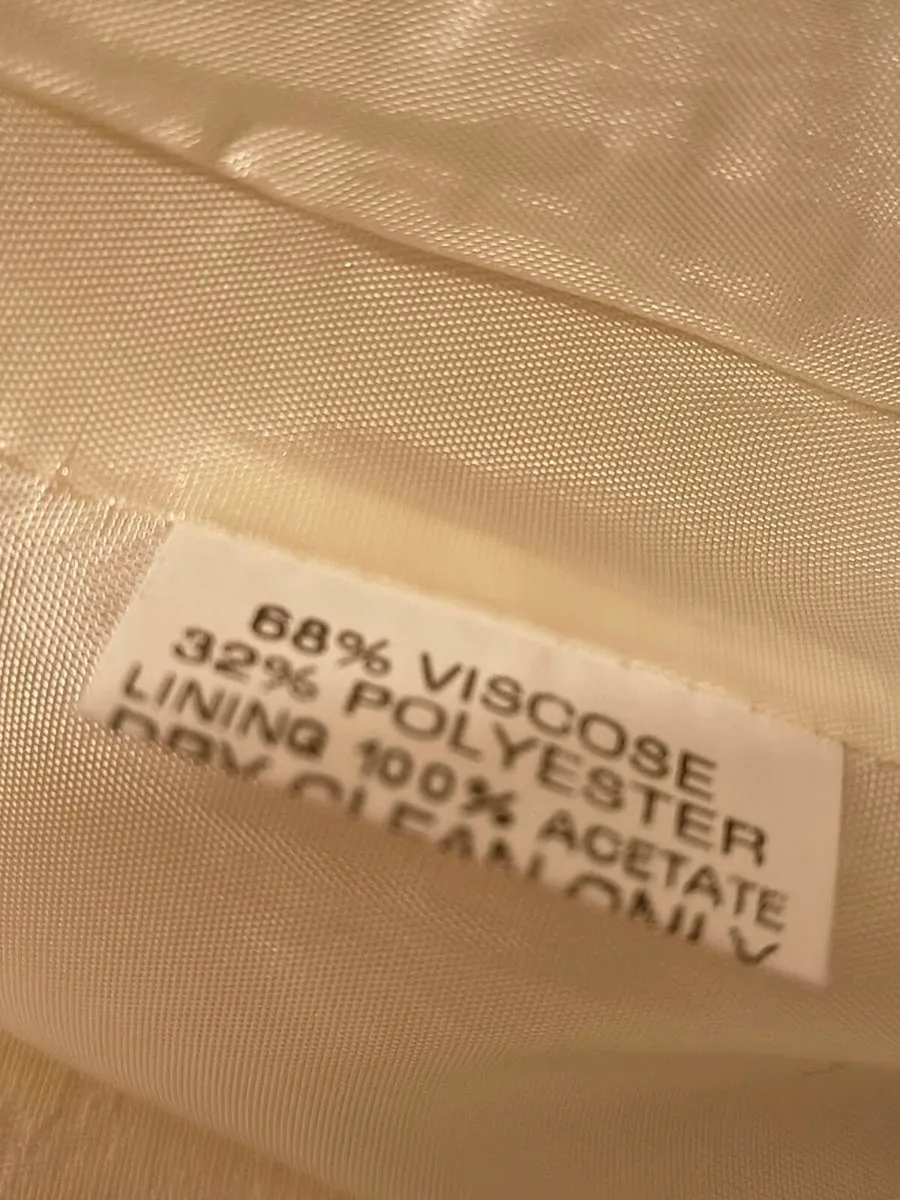 68% VISCOSE
32% POLYESTER
LINING 100% ACETATE
DRY CLEAN ONLY